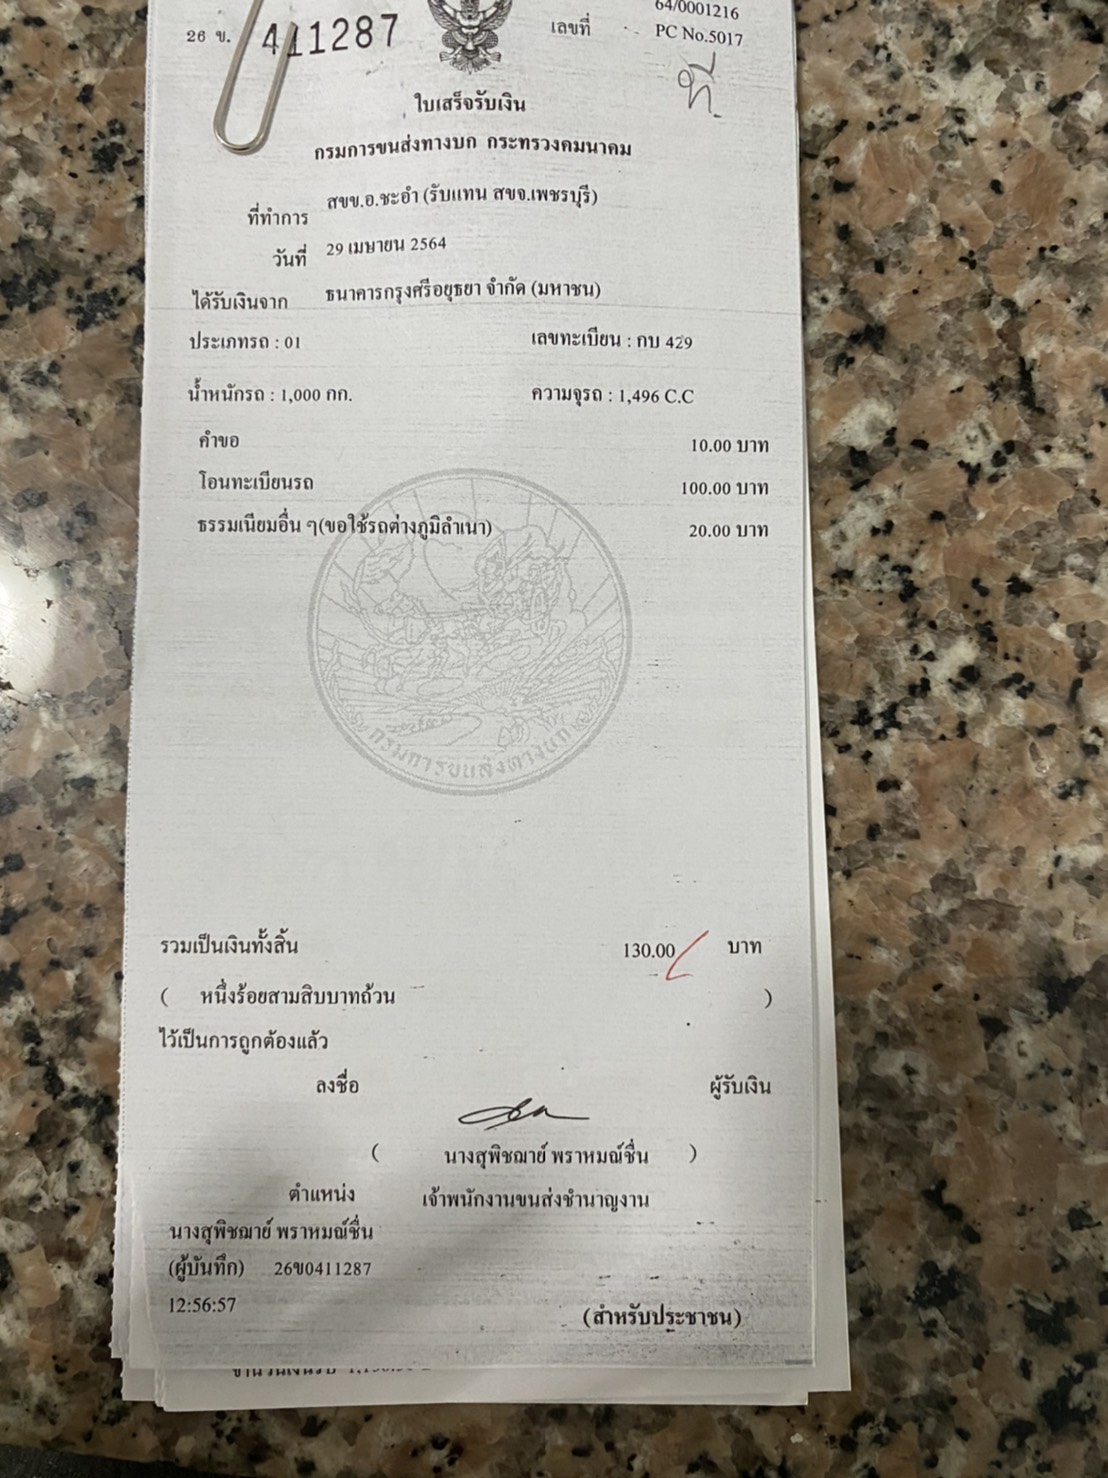 26 ข. 411287 เลขที่ 64/0001216
PC No.5017
ที่
ใบเสร็จรับเงิน
กรมการขนส่งทางบก กระทรวงคมนาคม
ที่ทำการ สขข.อ.ชะอำ (รับแทน สขจ.เพชรบุรี)
วันที่ 29 เมษายน 2564
ได้รับเงินจาก ธนาคารกรุงศรีอยุธยา จำกัด (มหาชน)
ประเภทรถ : 01 เลขทะเบียน : กบ 429
น้ำหนักรถ : 1,000 กก. ความจุรถ : 1,496 C.C
คำขอ 10.00 บาท
โอนทะเบียนรถ 100.00 บาท
ธรรมเนียมอื่น ๆ(ขอใช้รถต่างภูมิลำเนา) 20.00 บาท
กรมการขนส่งทางบก
รวมเป็นเงินทั้งสิ้น 130.00 บาท
( หนึ่งร้อยสามสิบบาทถ้วน )
ไว้เป็นการถูกต้องแล้ว
ลงชื่อ ผู้รับเงิน
( นางสุพิชฌาย์ พราหมณ์ชื่น )
ตำแหน่ง เจ้าพนักงานขนส่งชำนาญงาน
นางสุพิชฌาย์ พราหมณ์ชื่น
(ผู้บันทึก) 26ข0411287
12:56:57
(สำหรับประชาชน)